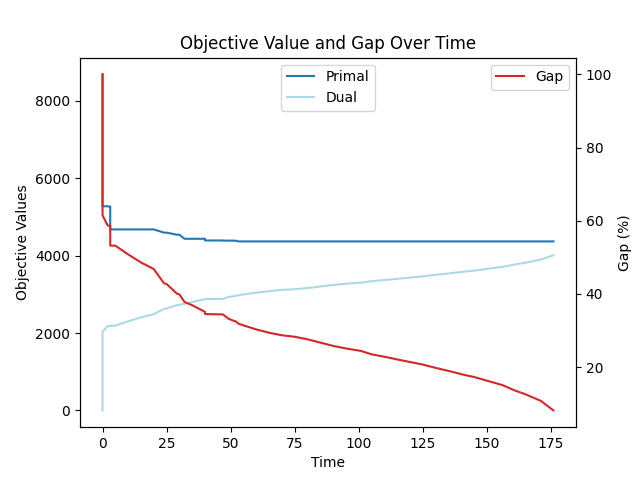 Objective Value and Gap Over Time
Primal
Dual
Gap
Objective Values
8000
6000
4000
2000
0
100
80
60
40
20
Gap (%)
0
25
50
75
100
125
150
175
Time